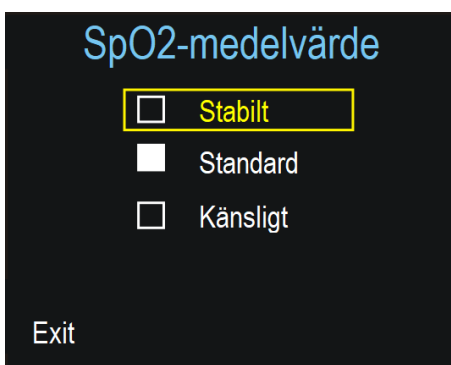 SpO2-medelvärde
Stabilt
Standard
Känsligt
Exit